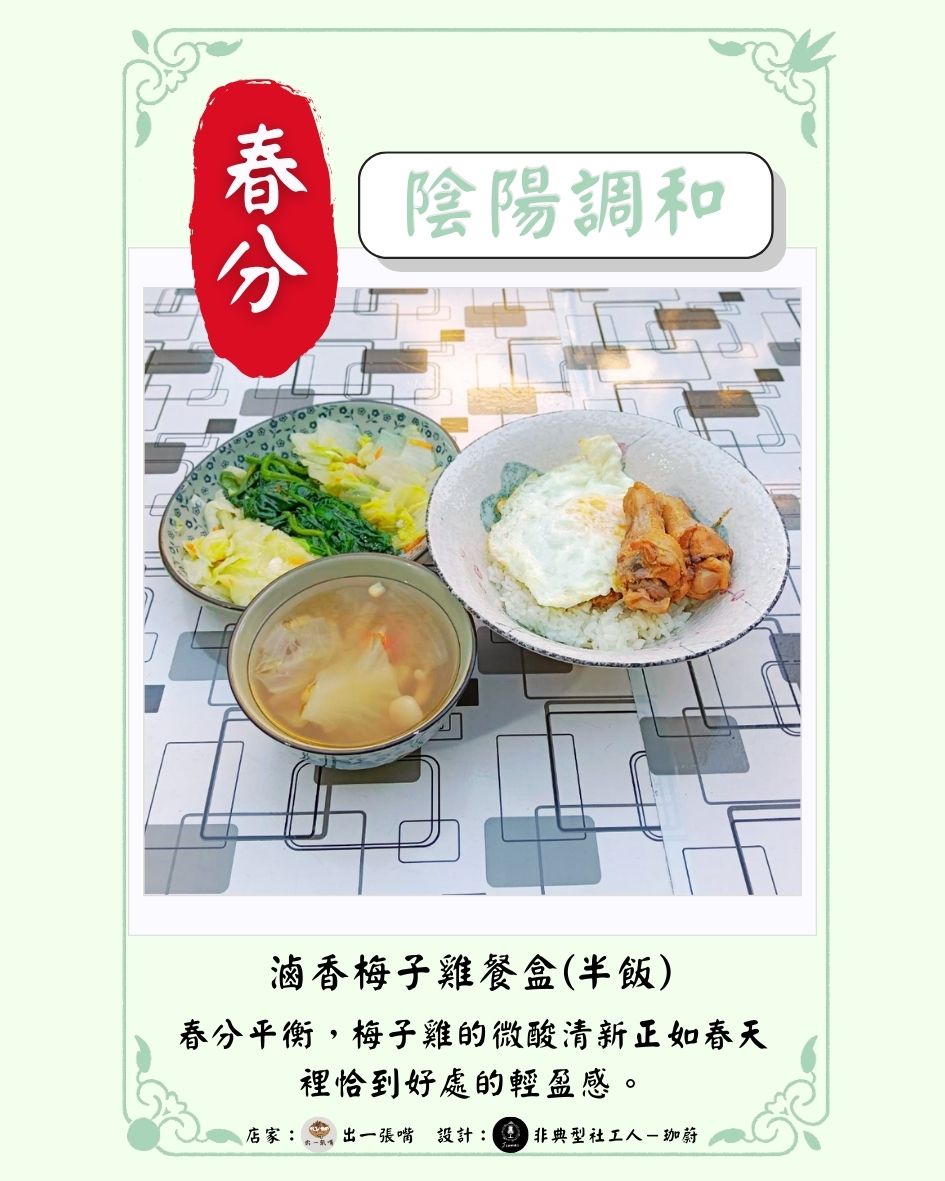 春分
陰陽調和
滷香梅子雞餐盒(半飯)
春分平衡，梅子雞的微酸清新正如春天
裡恰到好處的輕盈感。
店家： 出一張嘴 設計： 非典型社工人－珈蔚